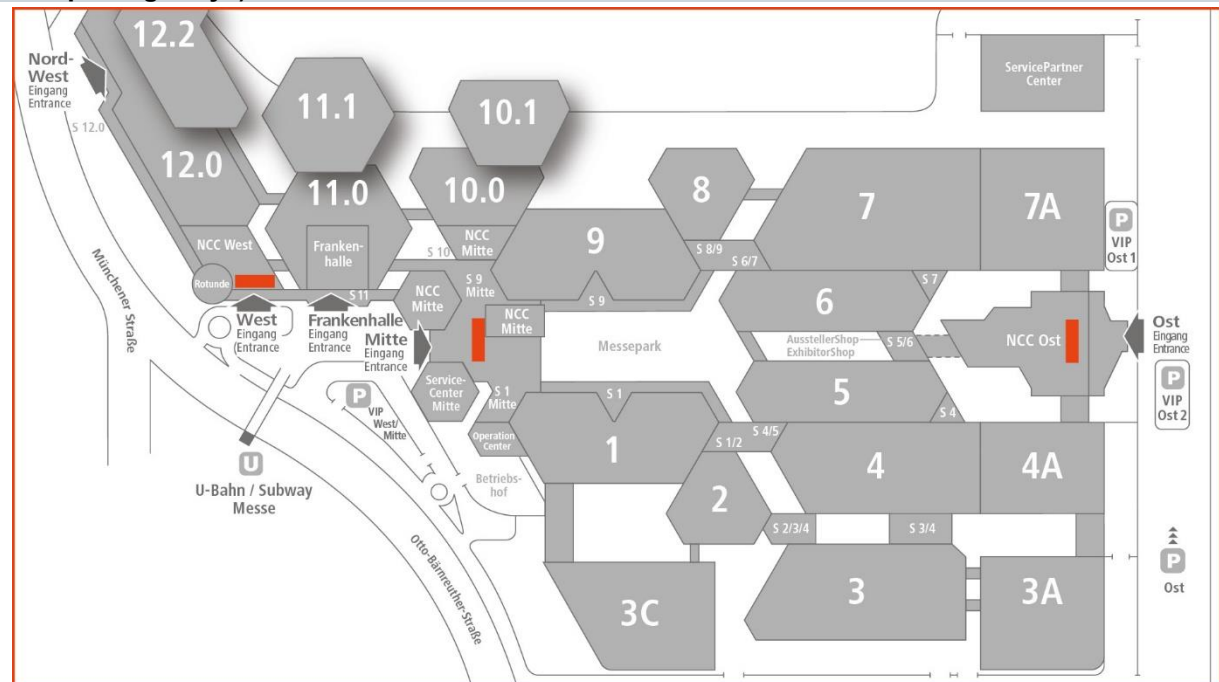 12.2
Nord-
West
Eingang
Entrance
S 12.0
12.0
11.1
11.0
10.1
10.0
ServicePartner
Center
8
7
7A
P
VIP
Ost 1
NCC West
Franken-
halle
S 10
NCC
Mitte
9
S 8/9
S 6/7
Rotunde
S 11
NCC
Mitte
S 9
Mitte
S 9
NCC
Mitte
6
S 7
West
Eingang
(Entrance
Frankenhalle
Eingang
Entrance
Mitte
Eingang
Entrance
Messepark
AusstellerShop
ExhibitorShop
S 5/6
NCC Ost
Ost
Eingang
Entrance
P
VIP
Ost 2
Münchener Straße
P
VIP
West/
Mitte
Service-
Center
Mitte
S 1
Mitte
S 1
5
S 4
Operation
Center
1
S 1/2
S 4/5
4
4A
U
U-Bahn / Subway
Messe
Betriebs-
hof
2
S 2/3/4
S 3/4
Otto-Bärnreuther-Straße
3C
3
3A
P
Ost